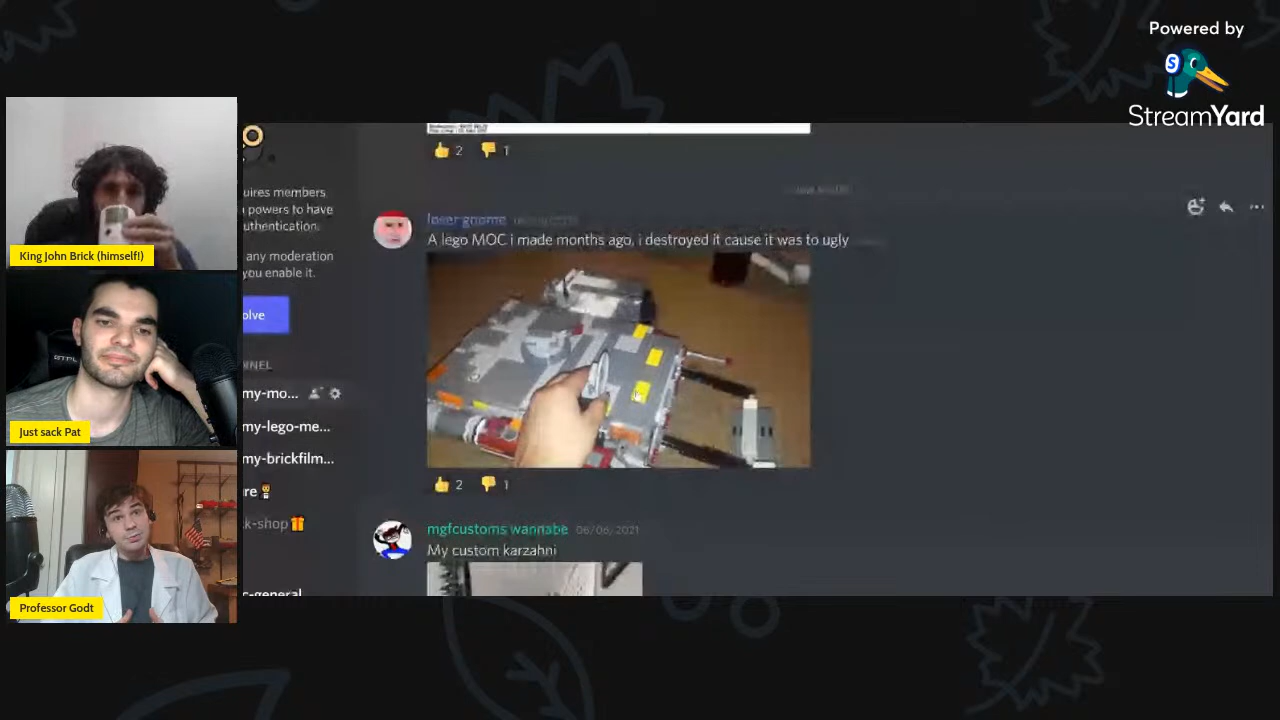 Powered by
StreamYard
King John Brick (himself!)
Just sack Pat
Professor Godt
uires members
powers to have
uthentication.
any moderation
you enable it.
olve
my-mo...
my-lego-me...
my-brickfilm...
re
k-shop
c-general
2
1
loser gnome
A lego MOC i made months ago, i destroyed it cause it was to ugly
2
1
mgfcustoms wannabe 06/06/2021
My custom karzahni